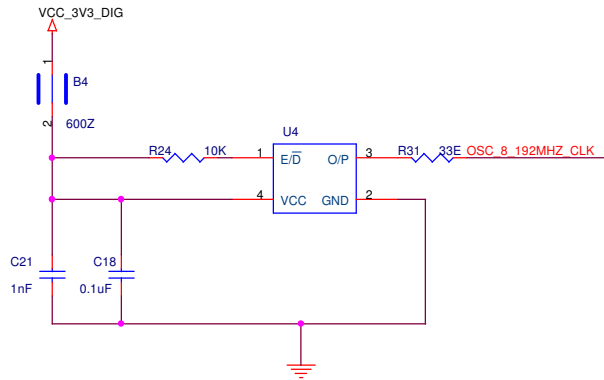 VCC_3V3_DIG
1
B4
2
600Z
U4
R24 10K 1 E/D̅ O/P 3 R31 33E OSC_8_192MHZ_CLK
4 VCC GND 2
C21 C18
1nF 0.1uF